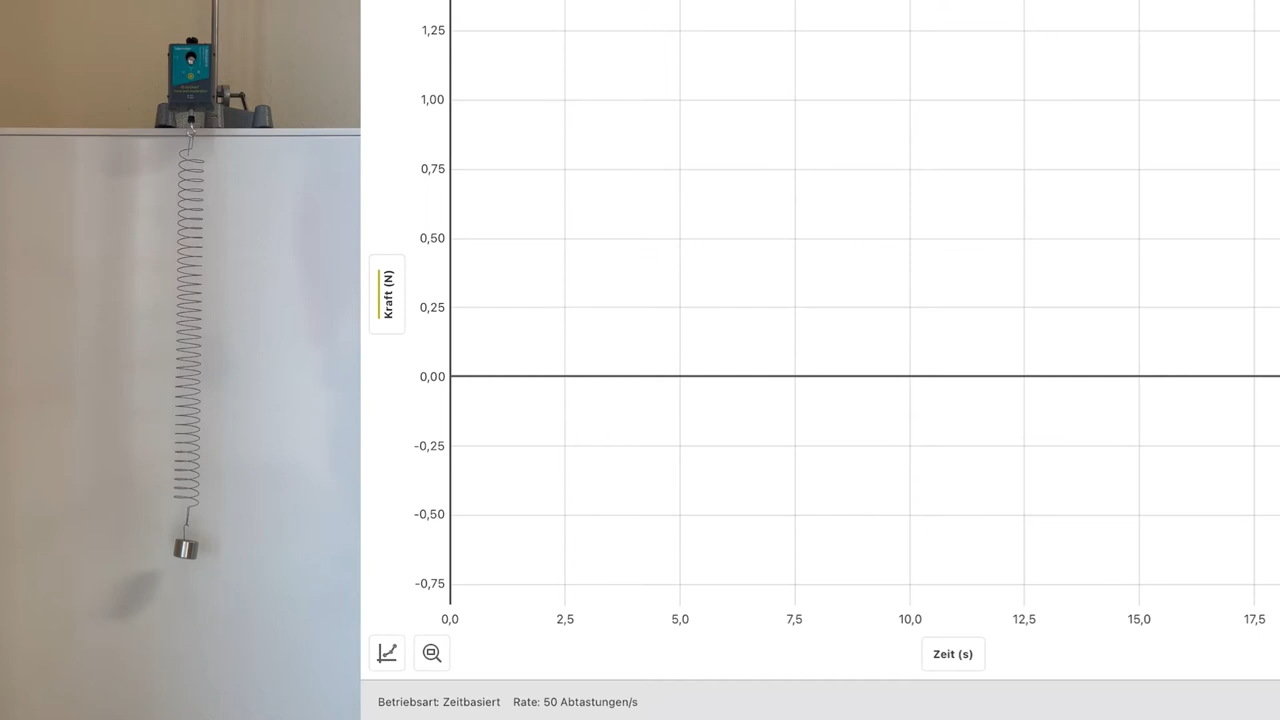 1,25
1,00
0,75
0,50
0,25
0,00
-0,25
-0,50
-0,75
Kraft (N)
0,0 2,5 5,0 7,5 10,0 12,5 15,0 17,5
Zeit (s)
Betriebsart: Zeitbasiert Rate: 50 Abtastungen/s